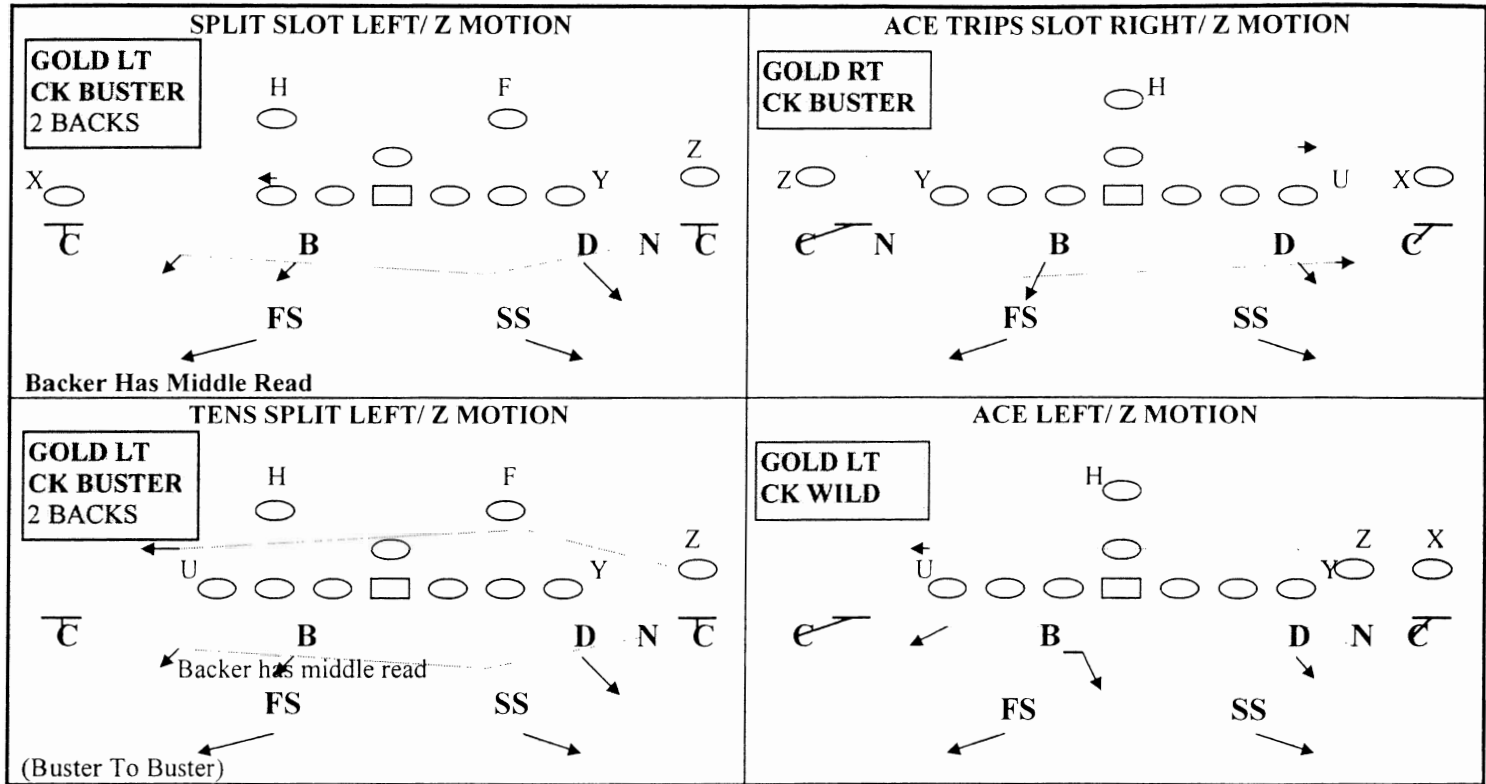 SPLIT SLOT LEFT/ Z MOTION
GOLD LT
CK BUSTER
2 BACKS
H
F
X
Y
Z
C
B
D
N
C
FS
SS
Backer Has Middle Read
ACE TRIPS SLOT RIGHT/ Z MOTION
GOLD RT
CK BUSTER
H
Z
Y
U
X
C
N
B
D
C
FS
SS
TENS SPLIT LEFT/ Z MOTION
GOLD LT
CK BUSTER
2 BACKS
H
F
Z
U
Y
C
B
D
N
C
Backer has middle read
FS
SS
(Buster To Buster)
ACE LEFT/ Z MOTION
GOLD LT
CK WILD
H
Z
X
U
Y
C
B
D
N
C
FS
SS